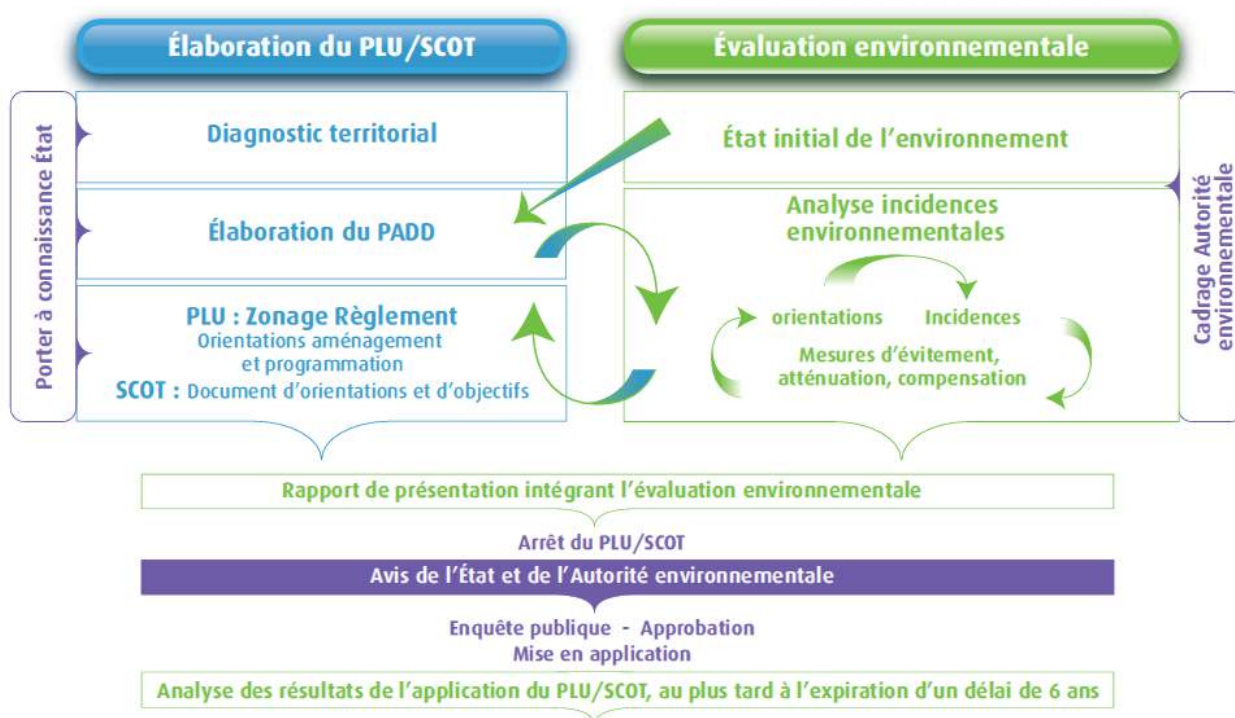 Élaboration du PLU/SCOT
Évaluation environnementale
Porter à connaissance État
Diagnostic territorial
État initial de l'environnement
Cadrage Autorité
environnementale
Élaboration du PADD
Analyse incidences
environnementales
PLU : Zonage Règlement
Orientations aménagement
et programmation
SCOT : Document d'orientations et d'objectifs
orientations
Incidences
Mesures d'évitement,
atténuation, compensation
Rapport de présentation intégrant l'évaluation environnementale
Arrêt du PLU/SCOT
Avis de l'État et de l'Autorité environnementale
Enquête publique - Approbation
Mise en application
Analyse des résultats de l'application du PLU/SCOT, au plus tard à l'expiration d'un délai de 6 ans